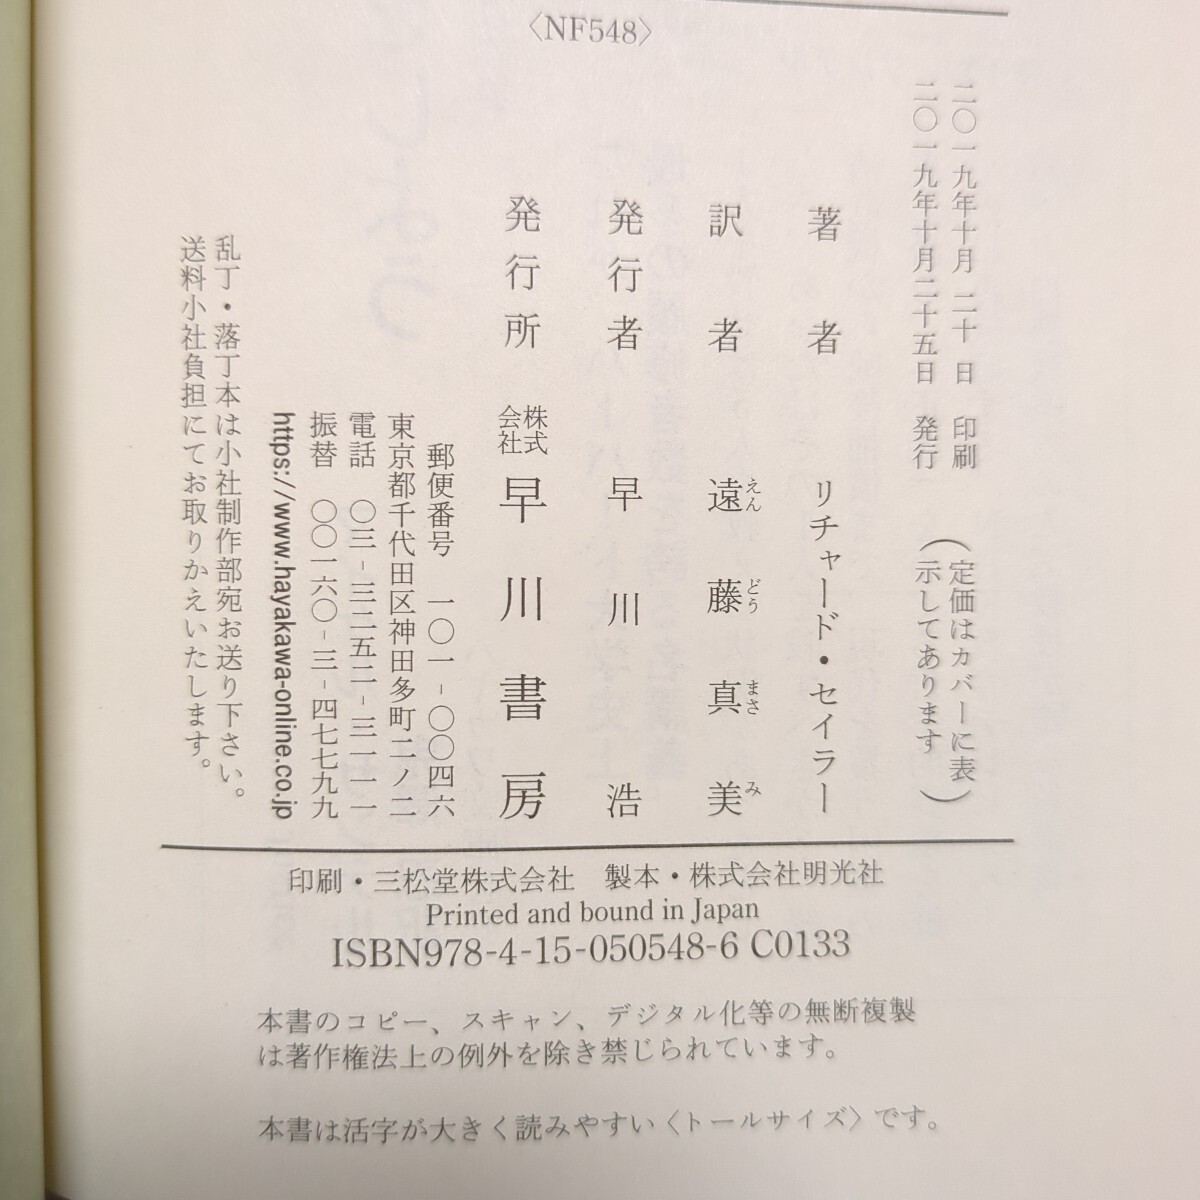 〈NF548〉
二〇一九年十月二十日 印刷
二〇一九年十月二十五日 発行
（定価はカバーに表
示してあります）
著者 リチャード・セイラー
訳者 遠藤真美
えんどうまさみ
発行者 早川浩
発行所 株式会社 早川書房
郵便番号 一〇一-〇〇四六
東京都千代田区神田多町二ノ二
電話 〇三-三二五二-三一一一
振替 〇〇一六〇-三-四七七九九
https://www.hayakawa-online.co.jp
乱丁・落丁本は小社制作部宛お送り下さい。
送料小社負担にてお取りかえいたします。
印刷・三松堂株式会社 製本・株式会社明光社
Printed and bound in Japan
ISBN978-4-15-050548-6 C0133
本書のコピー、スキャン、デジタル化等の無断複製
は著作権法上の例外を除き禁じられています。
本書は活字が大きく読みやすい〈トールサイズ〉です。